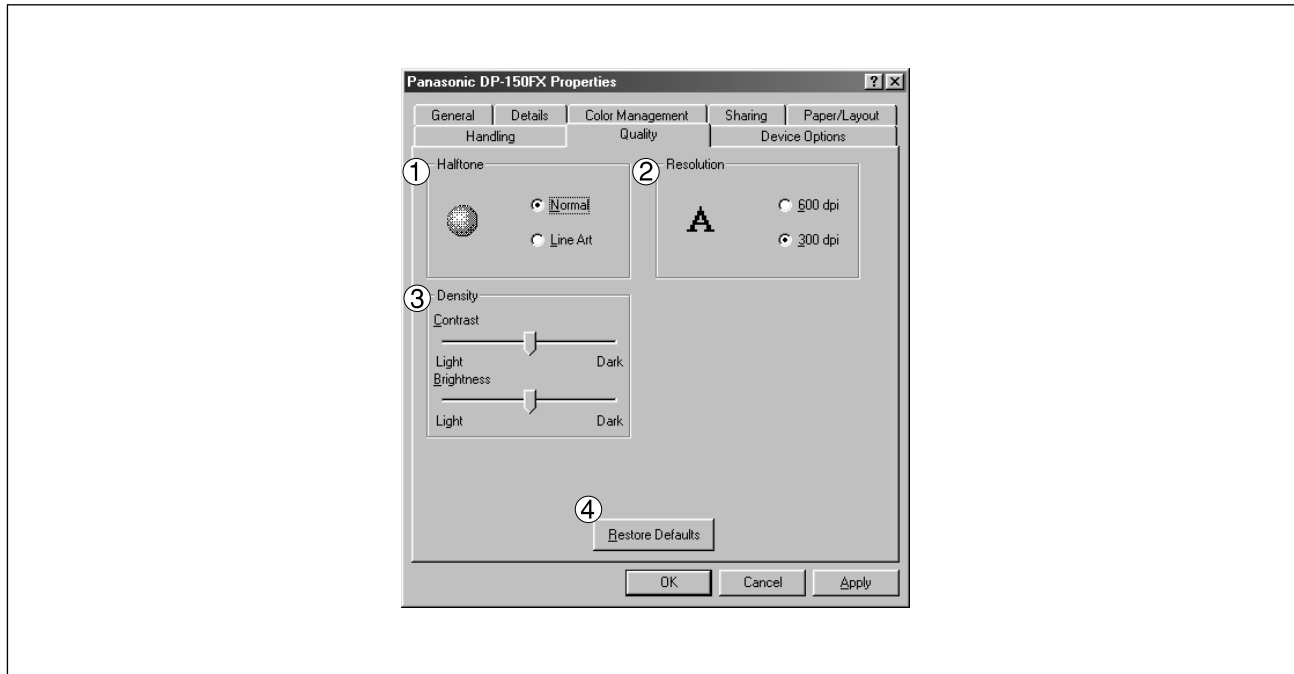 Panasonic DP-150FX Properties
? ×
General Details Color Management Sharing Paper/Layout
Handling Quality Device Options
① Halftone
Normal
Line Art
② Resolution
A
600 dpi
300 dpi
③ Density
Contrast
Light Dark
Brightness
Light Dark
④
Restore Defaults
OK Cancel Apply